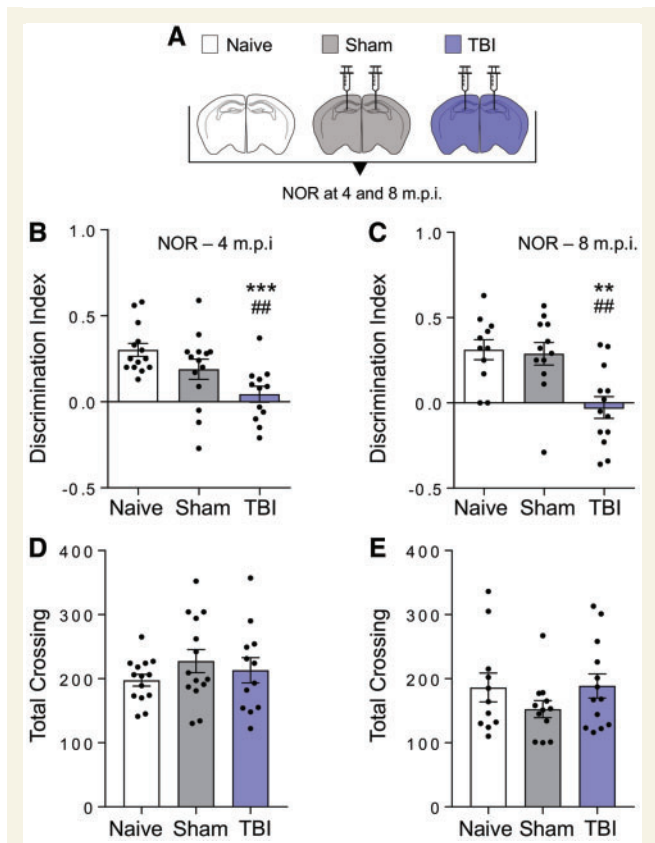 A
Naive
Sham
TBI
NOR at 4 and 8 m.p.i.
B
NOR – 4 m.p.i
Discrimination Index
1.0
0.5
0.0
-0.5
***
##
Naive Sham TBI
C
NOR – 8 m.p.i.
Discrimination Index
1.0
0.5
0.0
-0.5
**
##
Naive Sham TBI
D
Total Crossing
400
300
200
100
0
Naive Sham TBI
E
Total Crossing
400
300
200
100
0
Naive Sham TBI